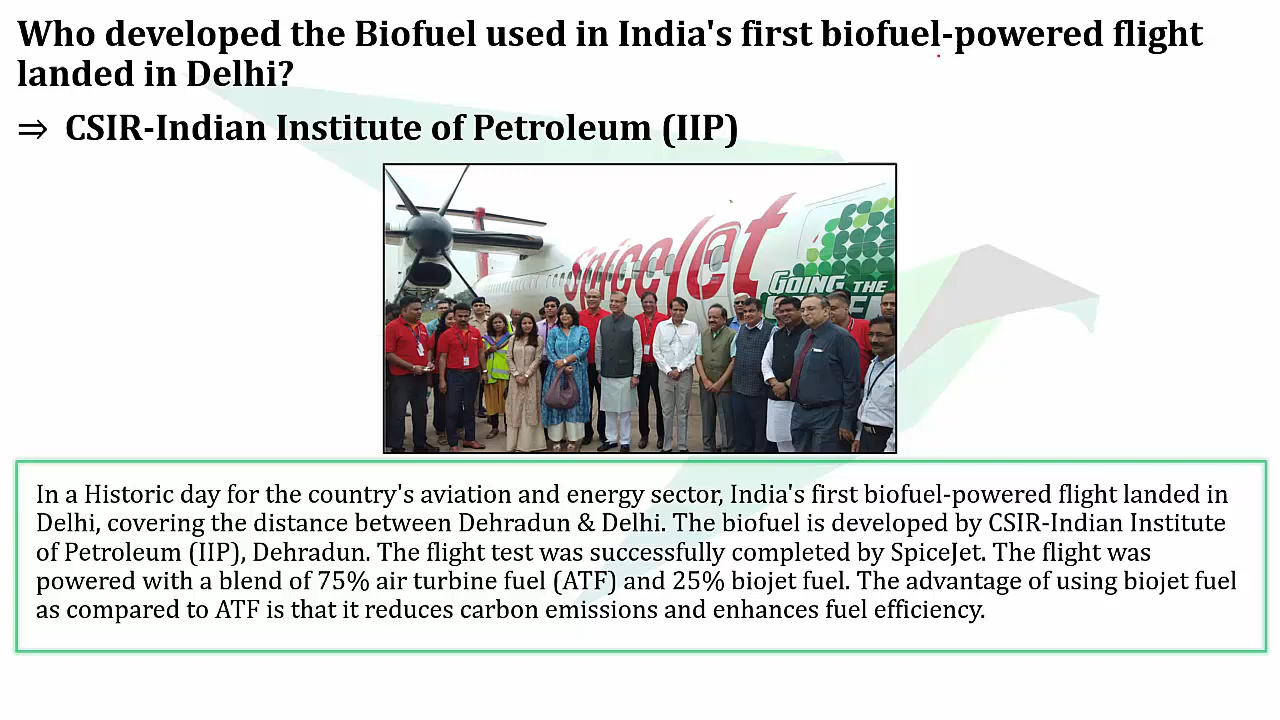 Who developed the Biofuel used in India's first biofuel-powered flight
landed in Delhi?
⇒ CSIR-Indian Institute of Petroleum (IIP)
spiceJet
GOING THE
In a Historic day for the country's aviation and energy sector, India's first biofuel-powered flight landed in
Delhi, covering the distance between Dehradun & Delhi. The biofuel is developed by CSIR-Indian Institute
of Petroleum (IIP), Dehradun. The flight test was successfully completed by SpiceJet. The flight was
powered with a blend of 75% air turbine fuel (ATF) and 25% biojet fuel. The advantage of using biojet fuel
as compared to ATF is that it reduces carbon emissions and enhances fuel efficiency.